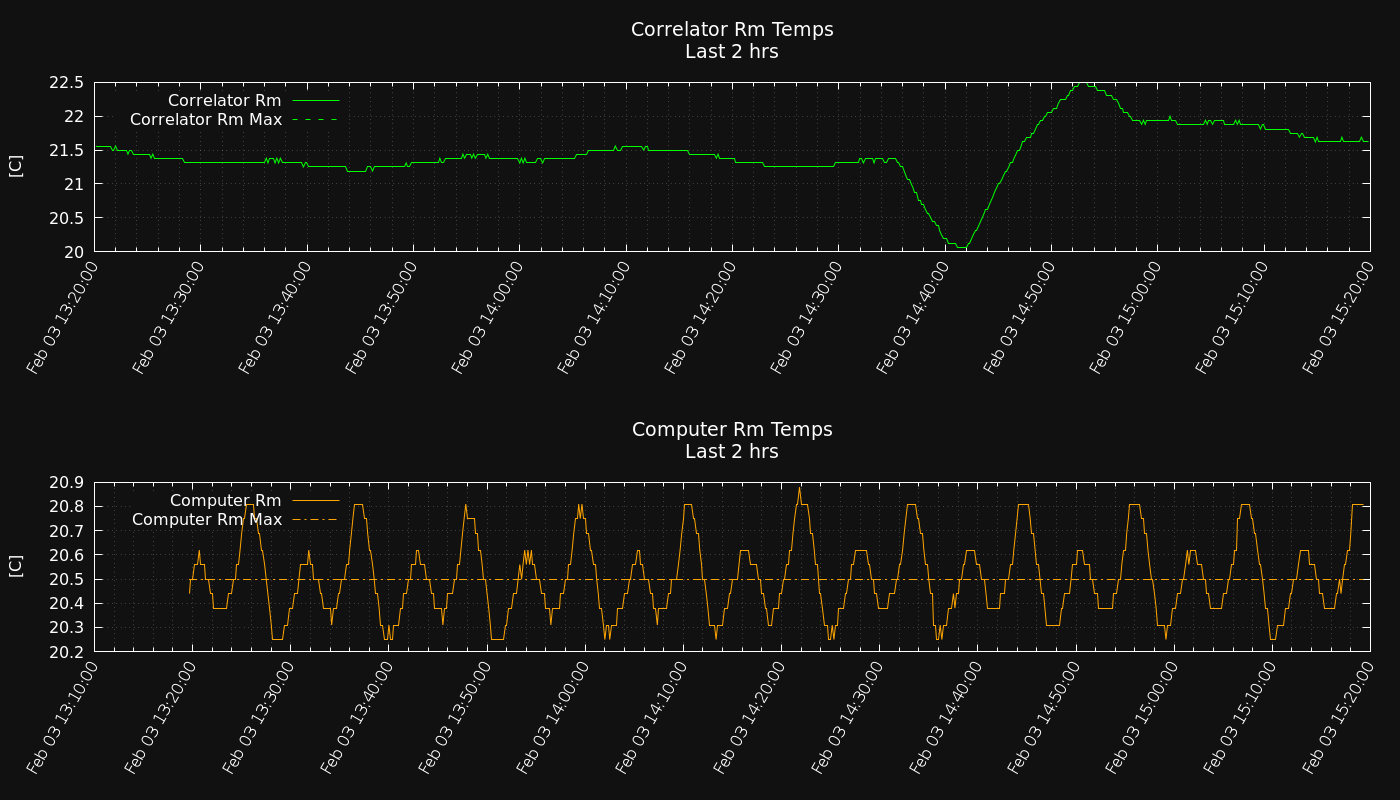 Correlator Rm Temps
Last 2 hrs
Correlator Rm
Correlator Rm Max
[C]
22.5
22
21.5
21
20.5
20
Feb 03 13:20:00
Feb 03 13:30:00
Feb 03 13:40:00
Feb 03 13:50:00
Feb 03 14:00:00
Feb 03 14:10:00
Feb 03 14:20:00
Feb 03 14:30:00
Feb 03 14:40:00
Feb 03 14:50:00
Feb 03 15:00:00
Feb 03 15:10:00
Feb 03 15:20:00
Computer Rm Temps
Last 2 hrs
Computer Rm
Computer Rm Max
[C]
20.9
20.8
20.7
20.6
20.5
20.4
20.3
20.2
Feb 03 13:10:00
Feb 03 13:20:00
Feb 03 13:30:00
Feb 03 13:40:00
Feb 03 13:50:00
Feb 03 14:00:00
Feb 03 14:10:00
Feb 03 14:20:00
Feb 03 14:30:00
Feb 03 14:40:00
Feb 03 14:50:00
Feb 03 15:00:00
Feb 03 15:10:00
Feb 03 15:20:00